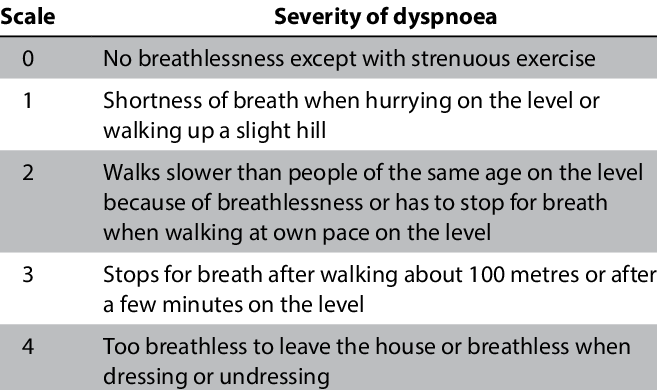 Scale Severity of dyspnoea
0 No breathlessness except with strenuous exercise
1 Shortness of breath when hurrying on the level or
walking up a slight hill
2 Walks slower than people of the same age on the level
because of breathlessness or has to stop for breath
when walking at own pace on the level
3 Stops for breath after walking about 100 metres or after
a few minutes on the level
4 Too breathless to leave the house or breathless when
dressing or undressing